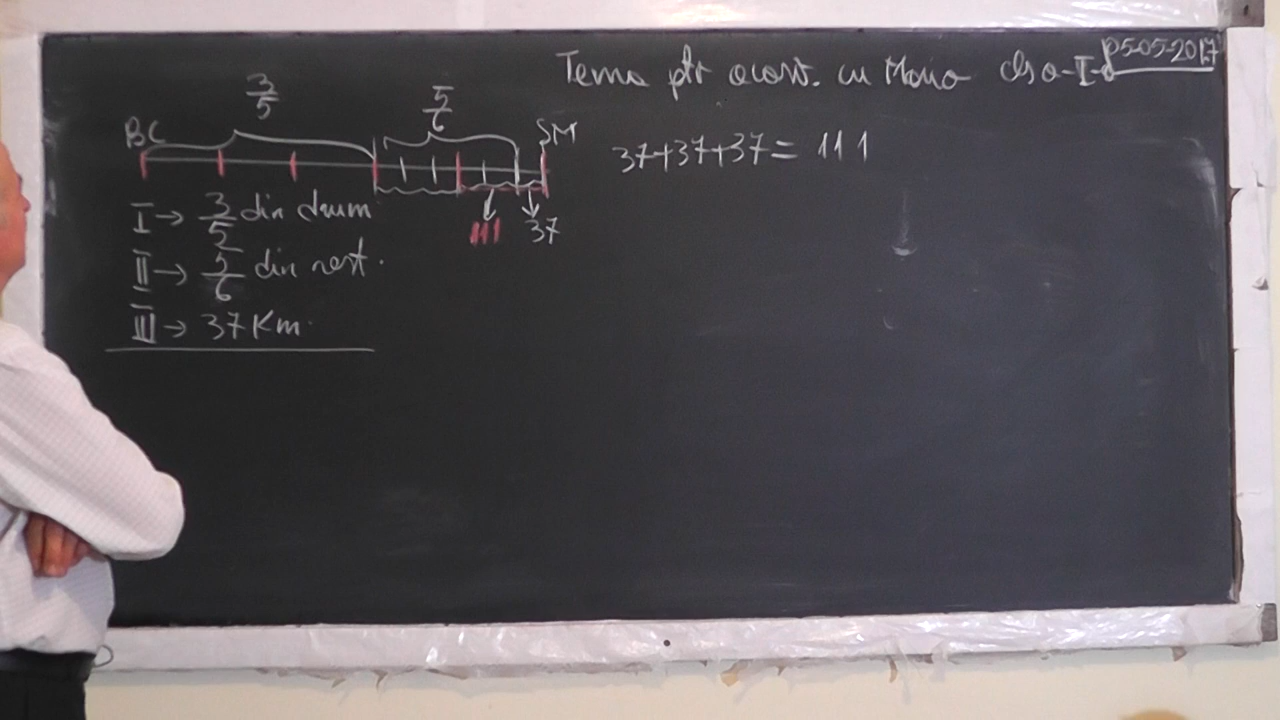 05-05-2017
Tema ptr a cons. cu Maria cls a-I-a
3/5
5/6
BC SM
37+37+37= 111
I → 3/5 din drum
111 37
II → 5/6 din rest.
III → 37 Km.